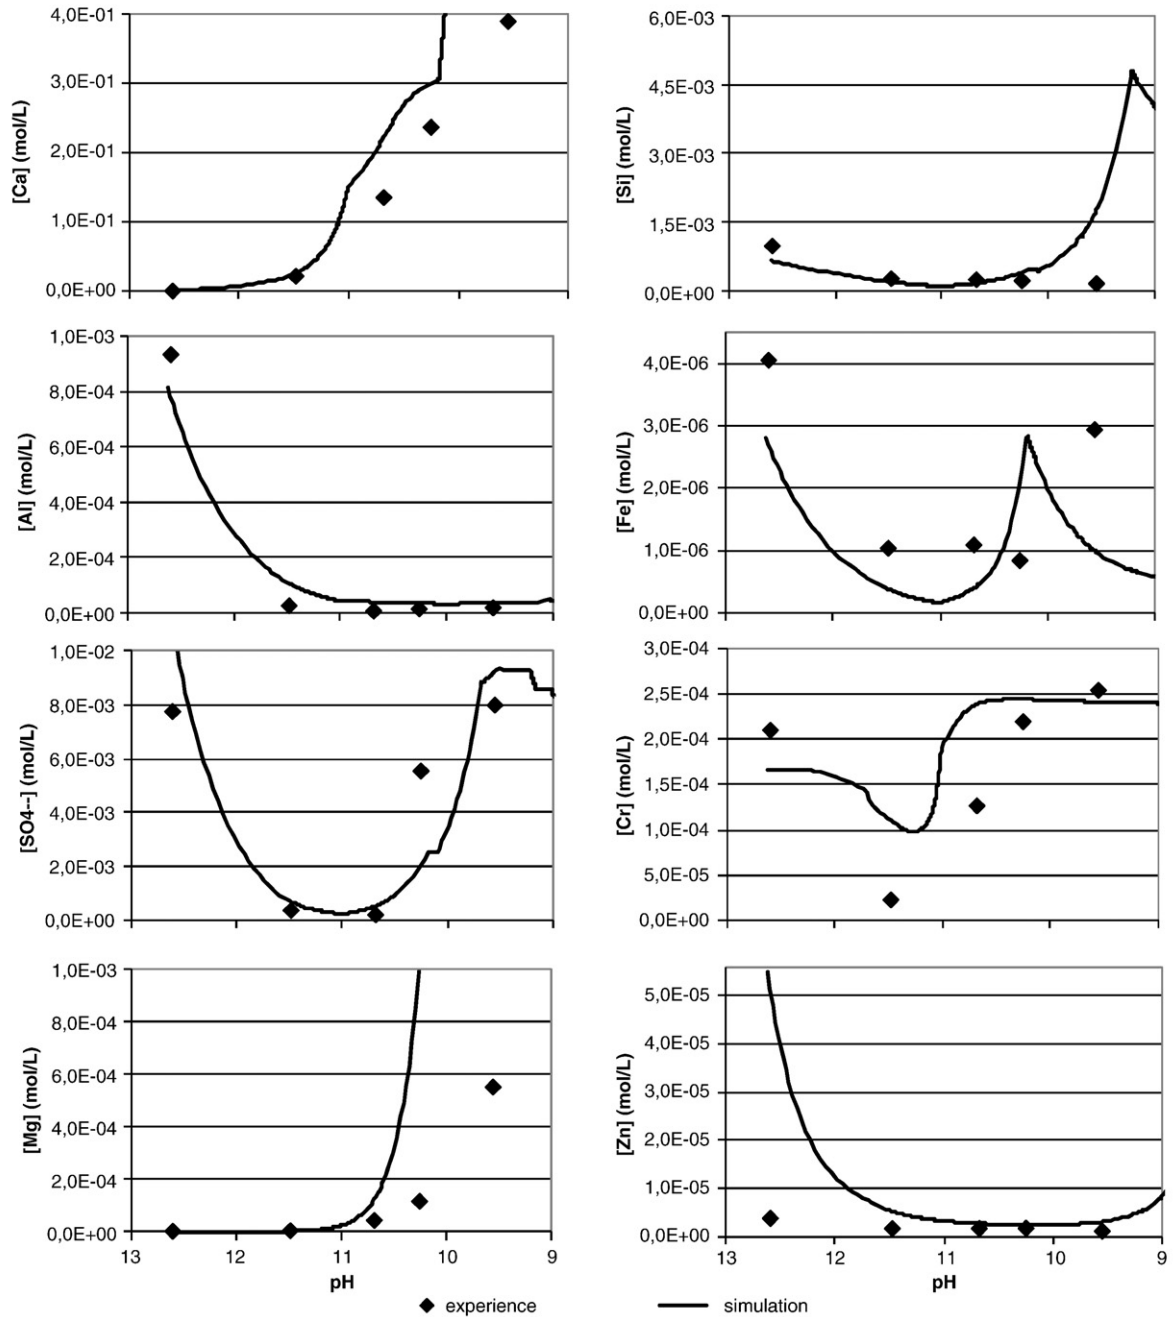 4,0E-01
3,0E-01
2,0E-01
1,0E-01
0,0E+00
[Ca] (mol/L)
6,0E-03
4,5E-03
3,0E-03
1,5E-03
0,0E+00
[Si] (mol/L)
1,0E-03
8,0E-04
6,0E-04
4,0E-04
2,0E-04
0,0E+00
[Al] (mol/L)
4,0E-06
3,0E-06
2,0E-06
1,0E-06
0,0E+00
[Fe] (mol/L)
1,0E-02
8,0E-03
6,0E-03
4,0E-03
2,0E-03
0,0E+00
[SO4--] (mol/L)
3,0E-04
2,5E-04
2,0E-04
1,5E-04
1,0E-04
5,0E-05
0,0E+00
[Cr] (mol/L)
1,0E-03
8,0E-04
6,0E-04
4,0E-04
2,0E-04
0,0E+00
[Mg] (mol/L)
13 12 11 10 9
pH
5,0E-05
4,0E-05
3,0E-05
2,0E-05
1,0E-05
0,0E+00
[Zn] (mol/L)
13 12 11 10 9
pH
experience
simulation